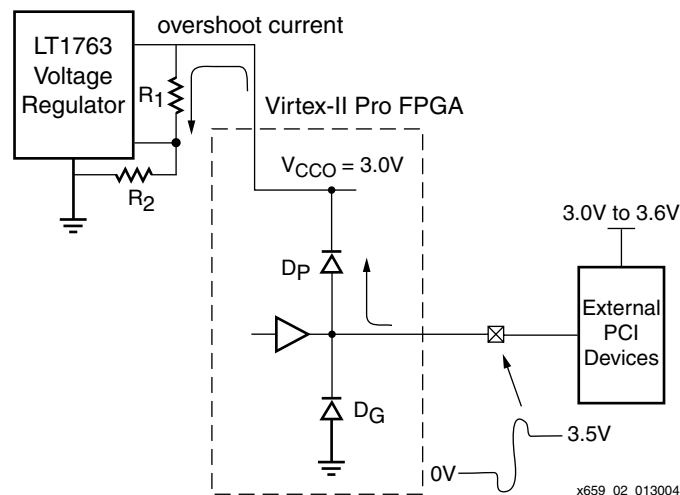 overshoot current
LT1763
Voltage
Regulator
R1
R2
Virtex-II Pro FPGA
VCCO = 3.0V
DP
DG
3.0V to 3.6V
External
PCI
Devices
3.5V
0V
x659_02_013004